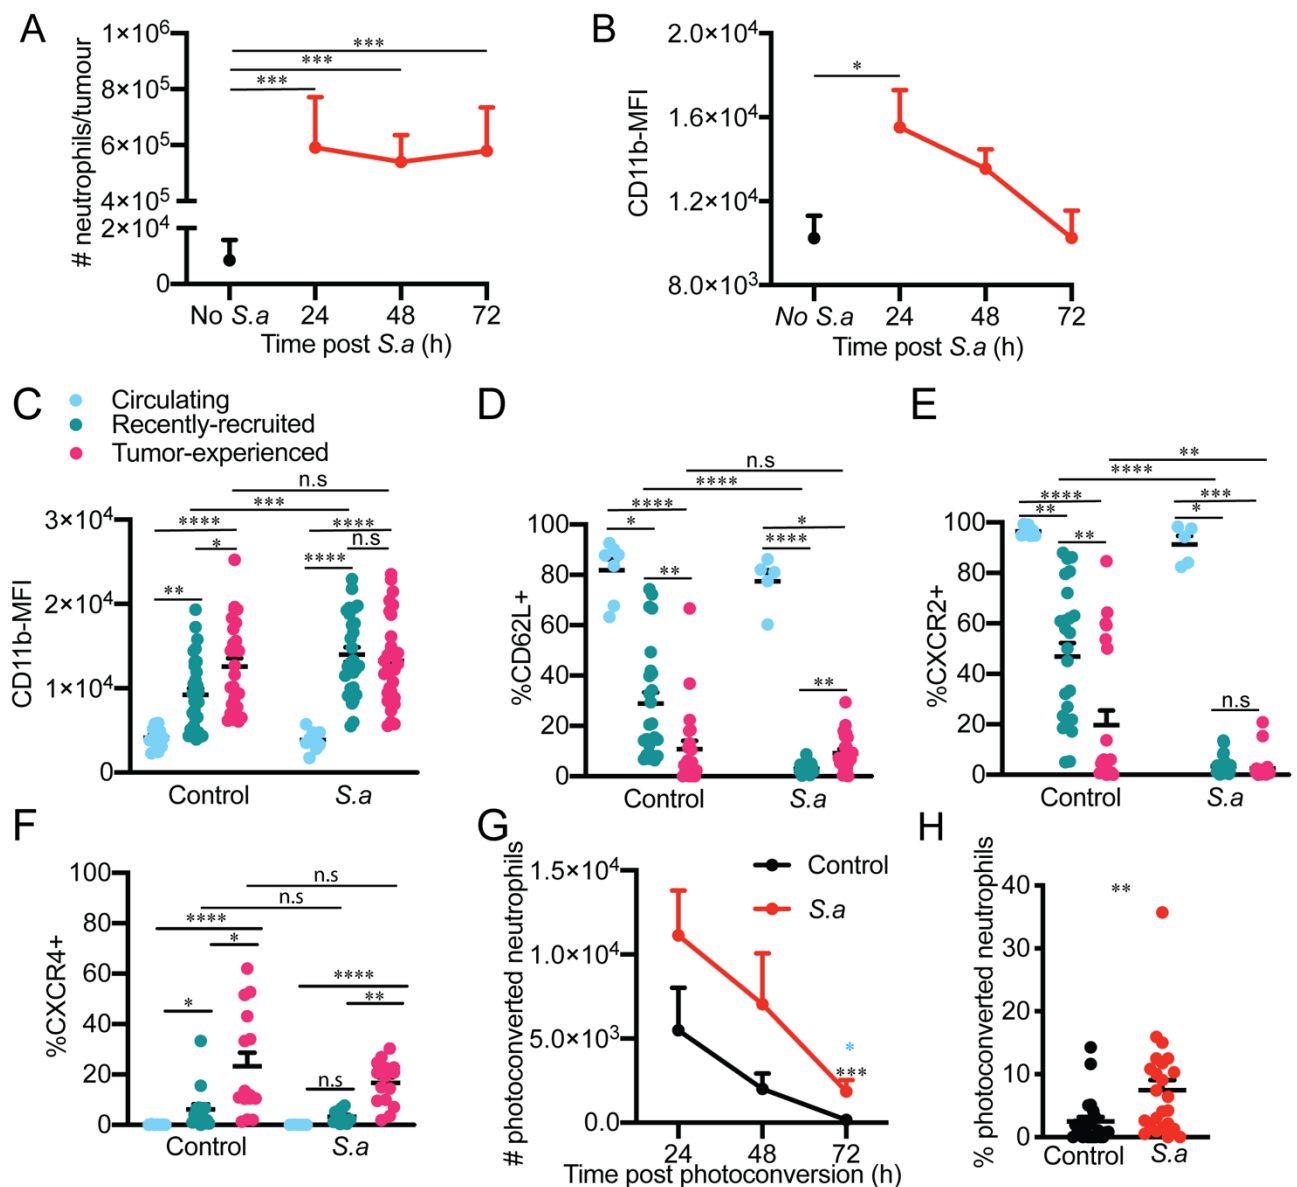 A
# neutrophils/tumour
1×10⁶
8×10⁵
6×10⁵
4×10⁵
2×10⁴
0
***
***
***
No S.a
24
48
72
Time post S.a (h)
B
CD11b-MFI
2.0×10⁴
1.6×10⁴
1.2×10⁴
8.0×10³
*
No S.a
24
48
72
Time post S.a (h)
C
Circulating
Recently-recruited
Tumor-experienced
CD11b-MFI
3×10⁴
2×10⁴
1×10⁴
0
n.s
***
****
*
**
****
n.s
****
Control
S.a
D
%CD62L+
100
80
60
40
20
0
n.s
****
****
*
**
*
****
**
Control
S.a
E
%CXCR2+
100
80
60
40
20
0
**
****
****
**
**
***
*
n.s
Control
S.a
F
%CXCR4+
100
80
60
40
20
0
n.s
n.s
****
*
*
****
**
n.s
Control
S.a
G
# photoconverted neutrophils
1.5×10⁴
1.0×10⁴
5.0×10³
0.0
Control
S.a
*
***
24
48
72
Time post photoconversion (h)
H
% photoconverted neutrophils
40
30
20
10
0
**
Control
S.a